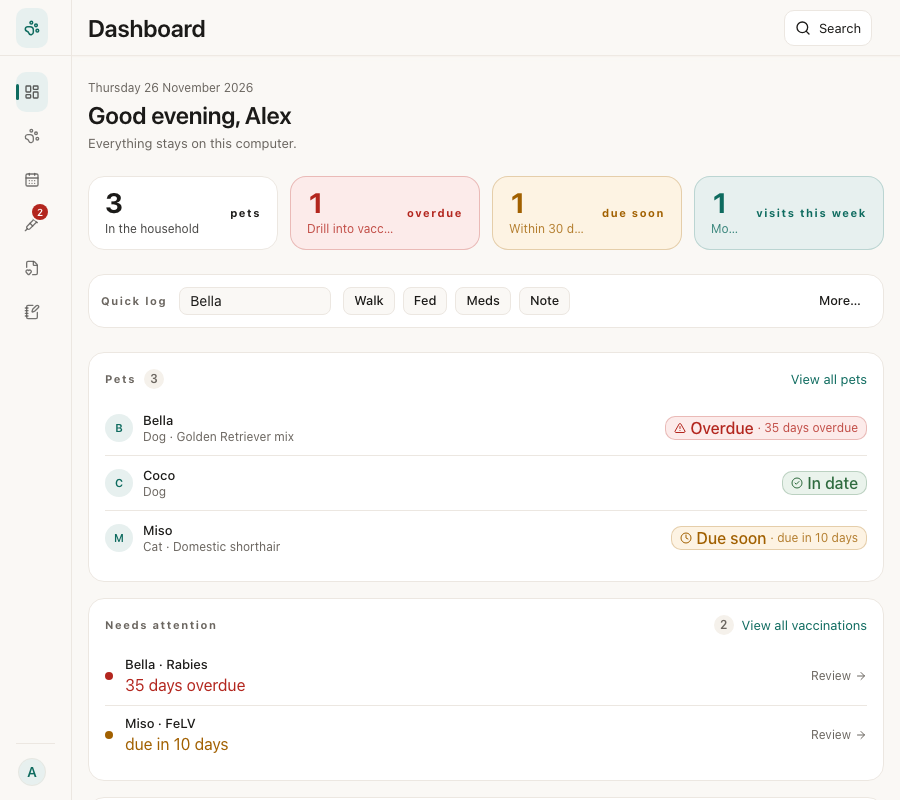 Dashboard
Search
Thursday 26 November 2026
Good evening, Alex
Everything stays on this computer.
3
pets
In the household
1
overdue
Drill into vacc...
1
due soon
Within 30 d...
1
visits this week
Mo...
2
Quick log
Bella
Walk
Fed
Meds
Note
More...
Pets 3
View all pets
B
Bella
Dog · Golden Retriever mix
Overdue · 35 days overdue
C
Coco
Dog
In date
M
Miso
Cat · Domestic shorthair
Due soon · due in 10 days
Needs attention
2 View all vaccinations
Bella · Rabies
35 days overdue
Review →
Miso · FeLV
due in 10 days
Review →
A